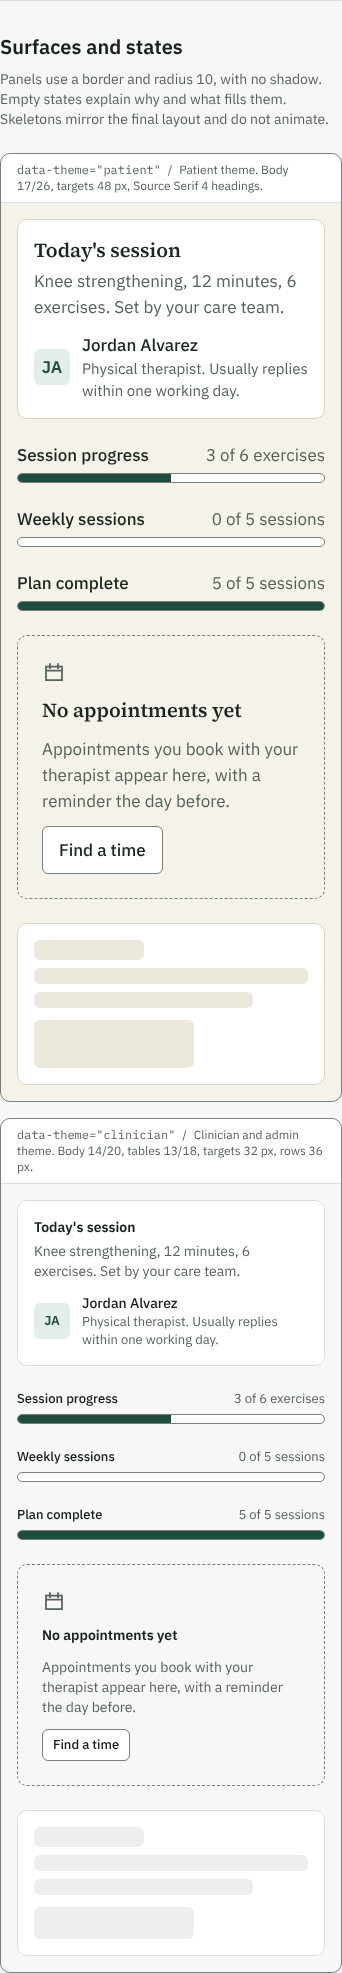 Surfaces and states
Panels use a border and radius 10, with no shadow.
Empty states explain why and what fills them.
Skeletons mirror the final layout and do not animate.
data-theme="patient" / Patient theme. Body
17/26, targets 48 px, Source Serif 4 headings.
Today's session
Knee strengthening, 12 minutes, 6
exercises. Set by your care team.
JA
Jordan Alvarez
Physical therapist. Usually replies
within one working day.
Session progress 3 of 6 exercises
Weekly sessions 0 of 5 sessions
Plan complete 5 of 5 sessions
No appointments yet
Appointments you book with your
therapist appear here, with a
reminder the day before.
Find a time
data-theme="clinician" / Clinician and admin
theme. Body 14/20, tables 13/18, targets 32 px, rows 36
px.
Today's session
Knee strengthening, 12 minutes, 6
exercises. Set by your care team.
JA
Jordan Alvarez
Physical therapist. Usually replies
within one working day.
Session progress 3 of 6 exercises
Weekly sessions 0 of 5 sessions
Plan complete 5 of 5 sessions
No appointments yet
Appointments you book with your
therapist appear here, with a reminder
the day before.
Find a time